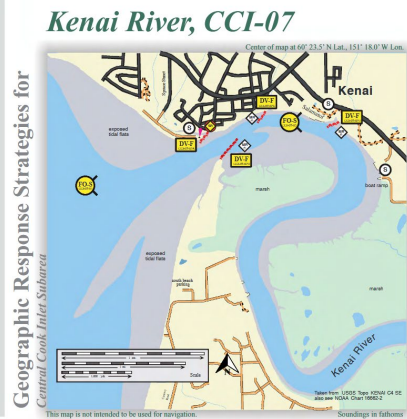 Kenai River, CCI-07
Center of map at 60° 23.5' N Lat., 151° 18.0' W Lon.
Geographic Response Strategies for
Central Cook Inlet Subarea
Kenai
exposed
tidal flats
S
S
S
DV-F
DV-F
DV-F
DV-F
FO-S
FO-S
marsh
boat ramp
exposed
tidal flats
south beach
parking
marsh
Kenai River
Scale
N
Taken from USGS Topo KENAI C4 SE
also see NOAA Chart 16662-2
This map is not intended to be used for navigation.
Soundings in fathoms